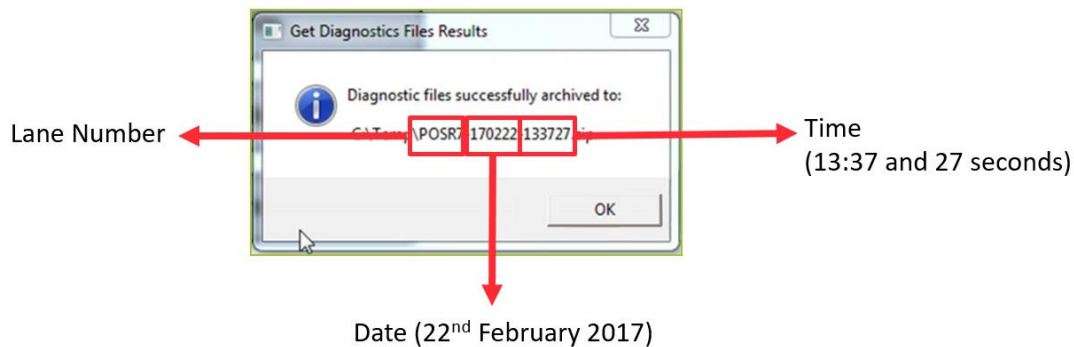 Get Diagnostics Files Results
Diagnostic files successfully archived to:
\POSR7 170222 133727
OK
Lane Number
Time
(13:37 and 27 seconds)
Date (22nd February 2017)